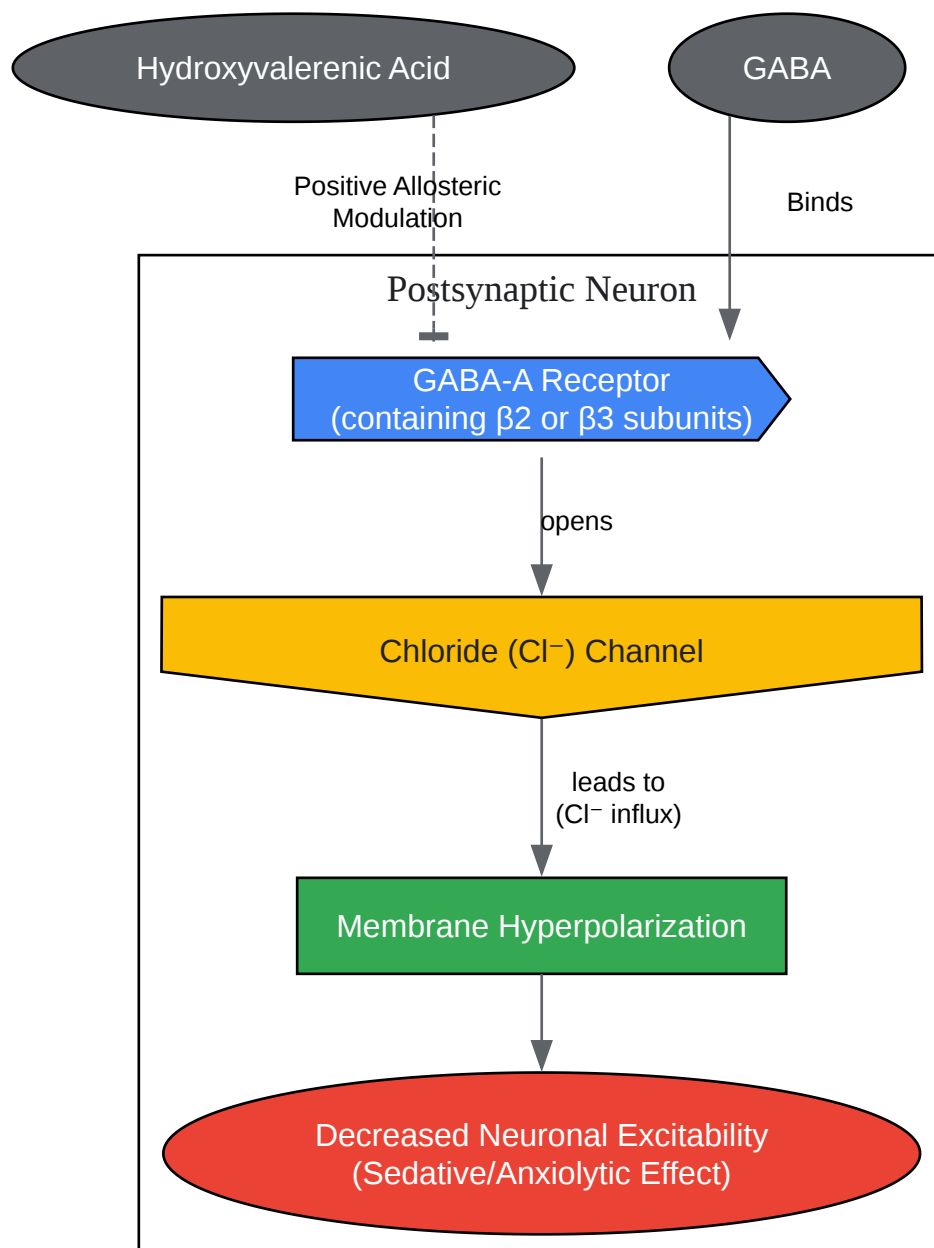 Hydroxyvalerenic Acid
GABA
Positive Allosteric
Modulation
Binds
Postsynaptic Neuron
GABA-A Receptor
(containing β2 or β3 subunits)
opens
Chloride (Cl⁻) Channel
leads to
(Cl⁻ influx)
Membrane Hyperpolarization
Decreased Neuronal Excitability
(Sedative/Anxiolytic Effect)